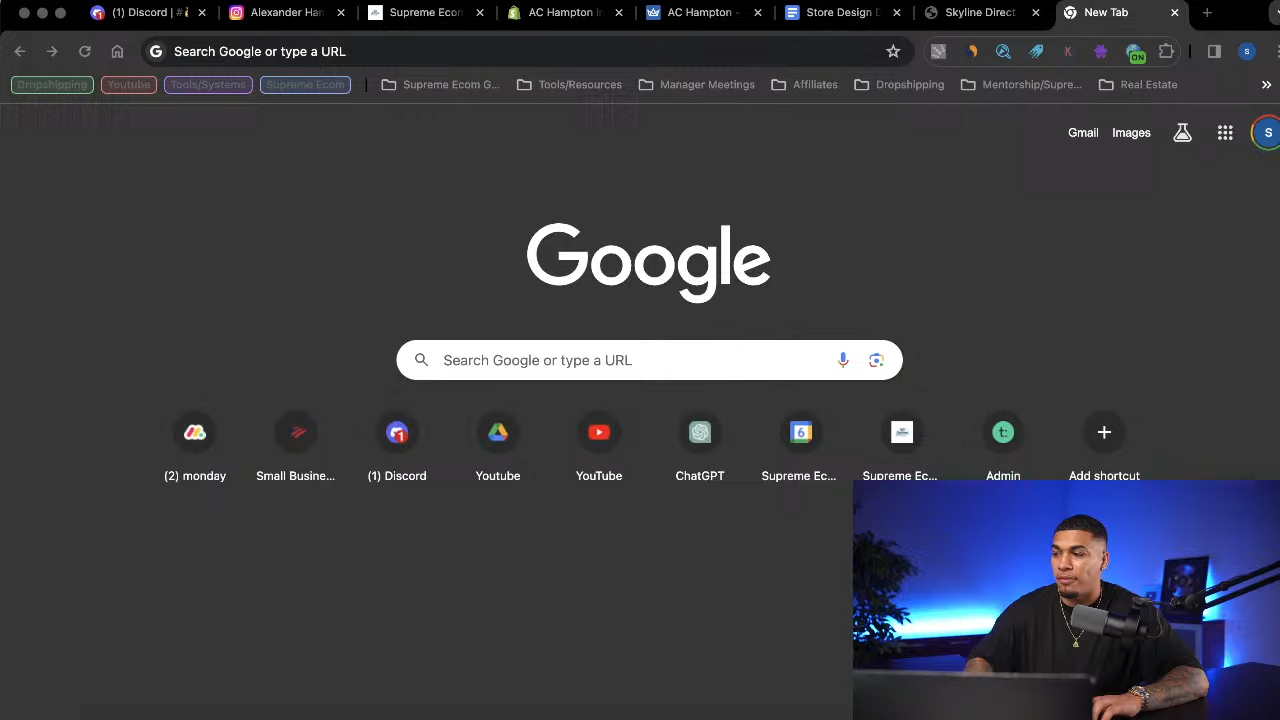 (1) Discord | #
Alexander Han
Supreme Ecom
AC Hampton in
AC Hampton -
Store Design D
Skyline Direct
New Tab
Search Google or type a URL
ON
S
Dropshipping
Youtube
Tools/Systems
Supreme Ecom
Supreme Ecom G...
Tools/Resources
Manager Meetings
Affiliates
Dropshipping
Mentorship/Supre...
Real Estate
Gmail
Images
S
Google
Search Google or type a URL
(2) monday
Small Busine...
(1) Discord
Youtube
YouTube
ChatGPT
Supreme Ec...
Supreme Ec...
Admin
Add shortcut